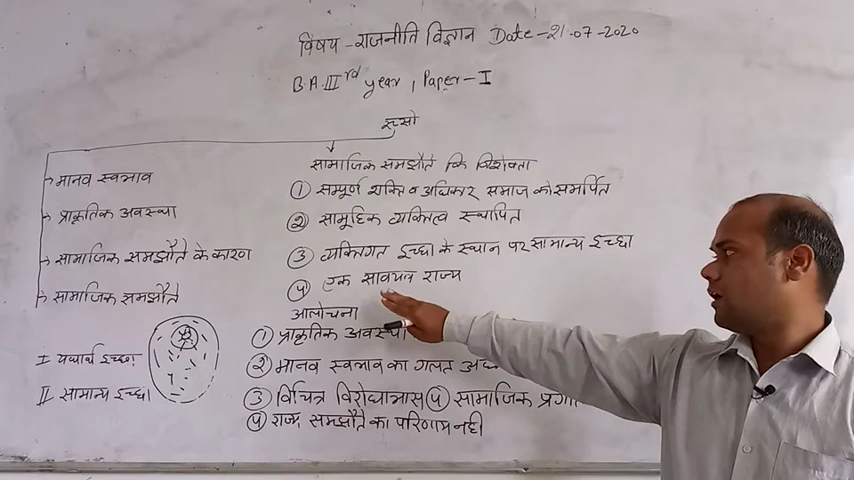 विषय - राजनीति विज्ञान Date - 21.07-2020
B.A.IIIrd year, Paper - I
रूसो
सामाजिक समझौते कि विशेषता
① सम्पूर्ण शक्ति व अधिकार समाज को समर्पित
② सामूहिक व्यक्तित्व स्थापित
③ व्यक्तिगत इच्छा के स्थान पर सामान्य इच्छा
④ एक सावयव राज्य
मानव स्वभाव
प्राकृतिक अवस्था
सामाजिक समझौते के कारण
सामाजिक समझौते
I यथार्थ इच्छा
II सामान्य इच्छा
आलोचना
① प्राकृतिक अवस्था
② मानव स्वभाव का गलत
③ विचित्र विरोधाभास ④ सामाजिक
④ राज्य समझौते का परिणाम नही